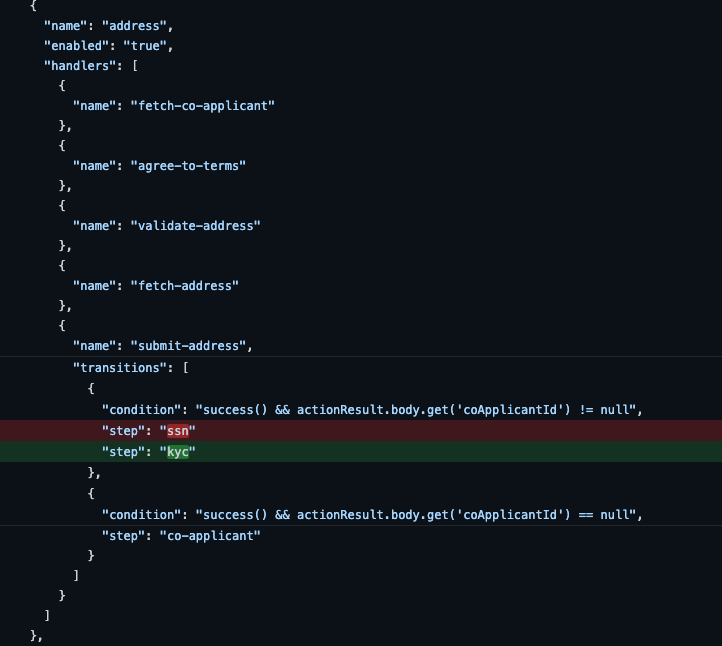 {
"name": "address",
"enabled": "true",
"handlers": [
{
"name": "fetch-co-applicant"
},
{
"name": "agree-to-terms"
},
{
"name": "validate-address"
},
{
"name": "fetch-address"
},
{
"name": "submit-address",
"transitions": [
{
"condition": "success() && actionResult.body.get('coApplicantId') != null",
"step": "ssn"
"step": "kyc"
},
{
"condition": "success() && actionResult.body.get('coApplicantId') == null",
"step": "co-applicant"
}
]
}
]
},